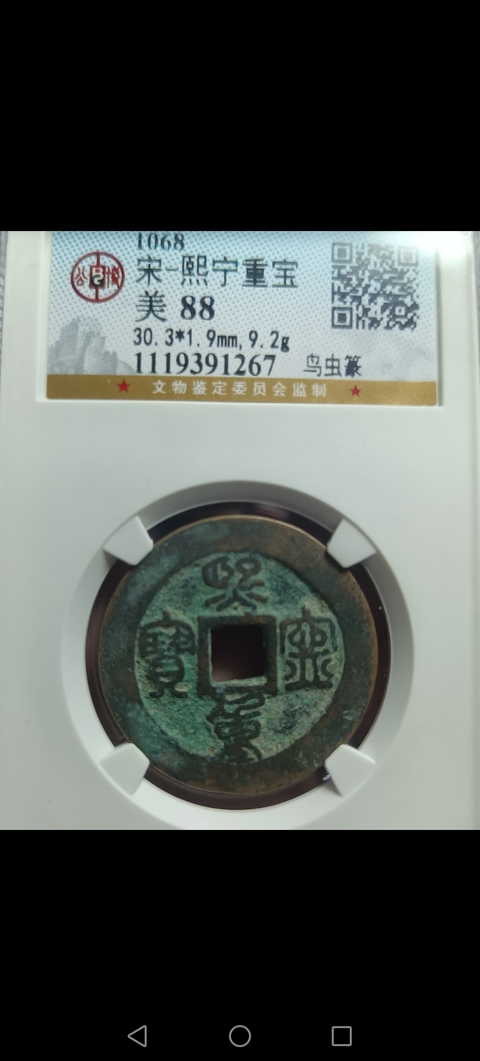 1068
宋-熙宁重宝
美 88
30.3*1.9mm,9.2g
1119391267 鸟虫篆
★ 文物鉴定委员会监制 ★
熙寧重寶